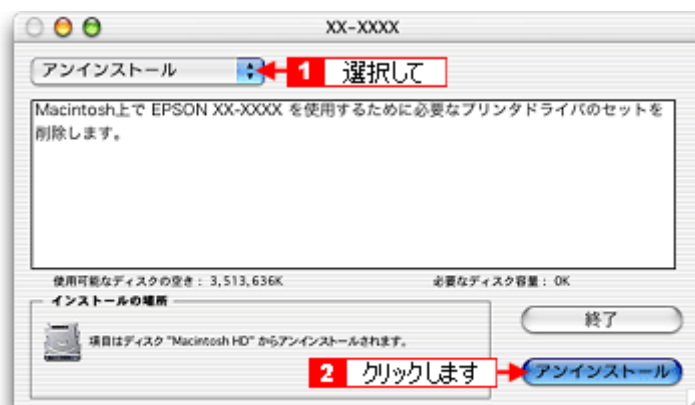 XX-XXXX
アンインストール
1 選択して
Macintosh上で EPSON XX-XXXX を使用するために必要なプリンタドライバのセットを
削除します。
使用可能なディスクの空き： 3,513,636K
必要なディスク容量： 0K
インストールの場所
項目はディスク "Macintosh HD" からアンインストールされます。
終了
2 クリックします
アンインストール